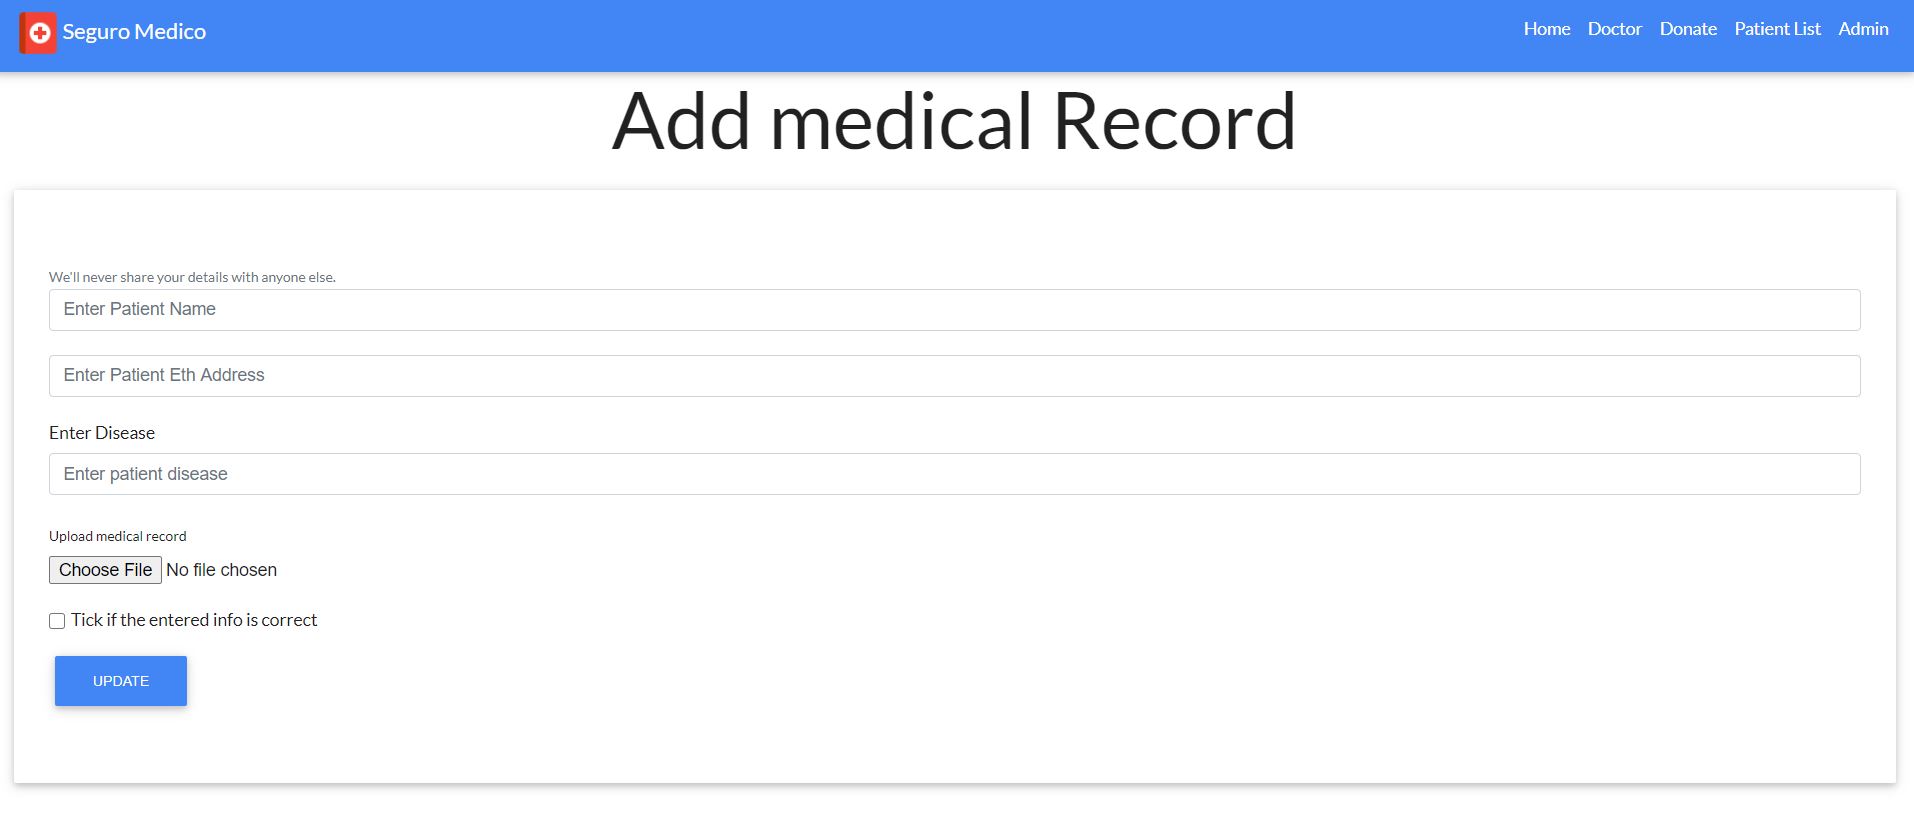 Seguro Medico
Home Doctor Donate Patient List Admin
Add medical Record
We'll never share your details with anyone else.
Enter Patient Name
Enter Patient Eth Address
Enter Disease
Enter patient disease
Upload medical record
Choose File No file chosen
Tick if the entered info is correct
UPDATE